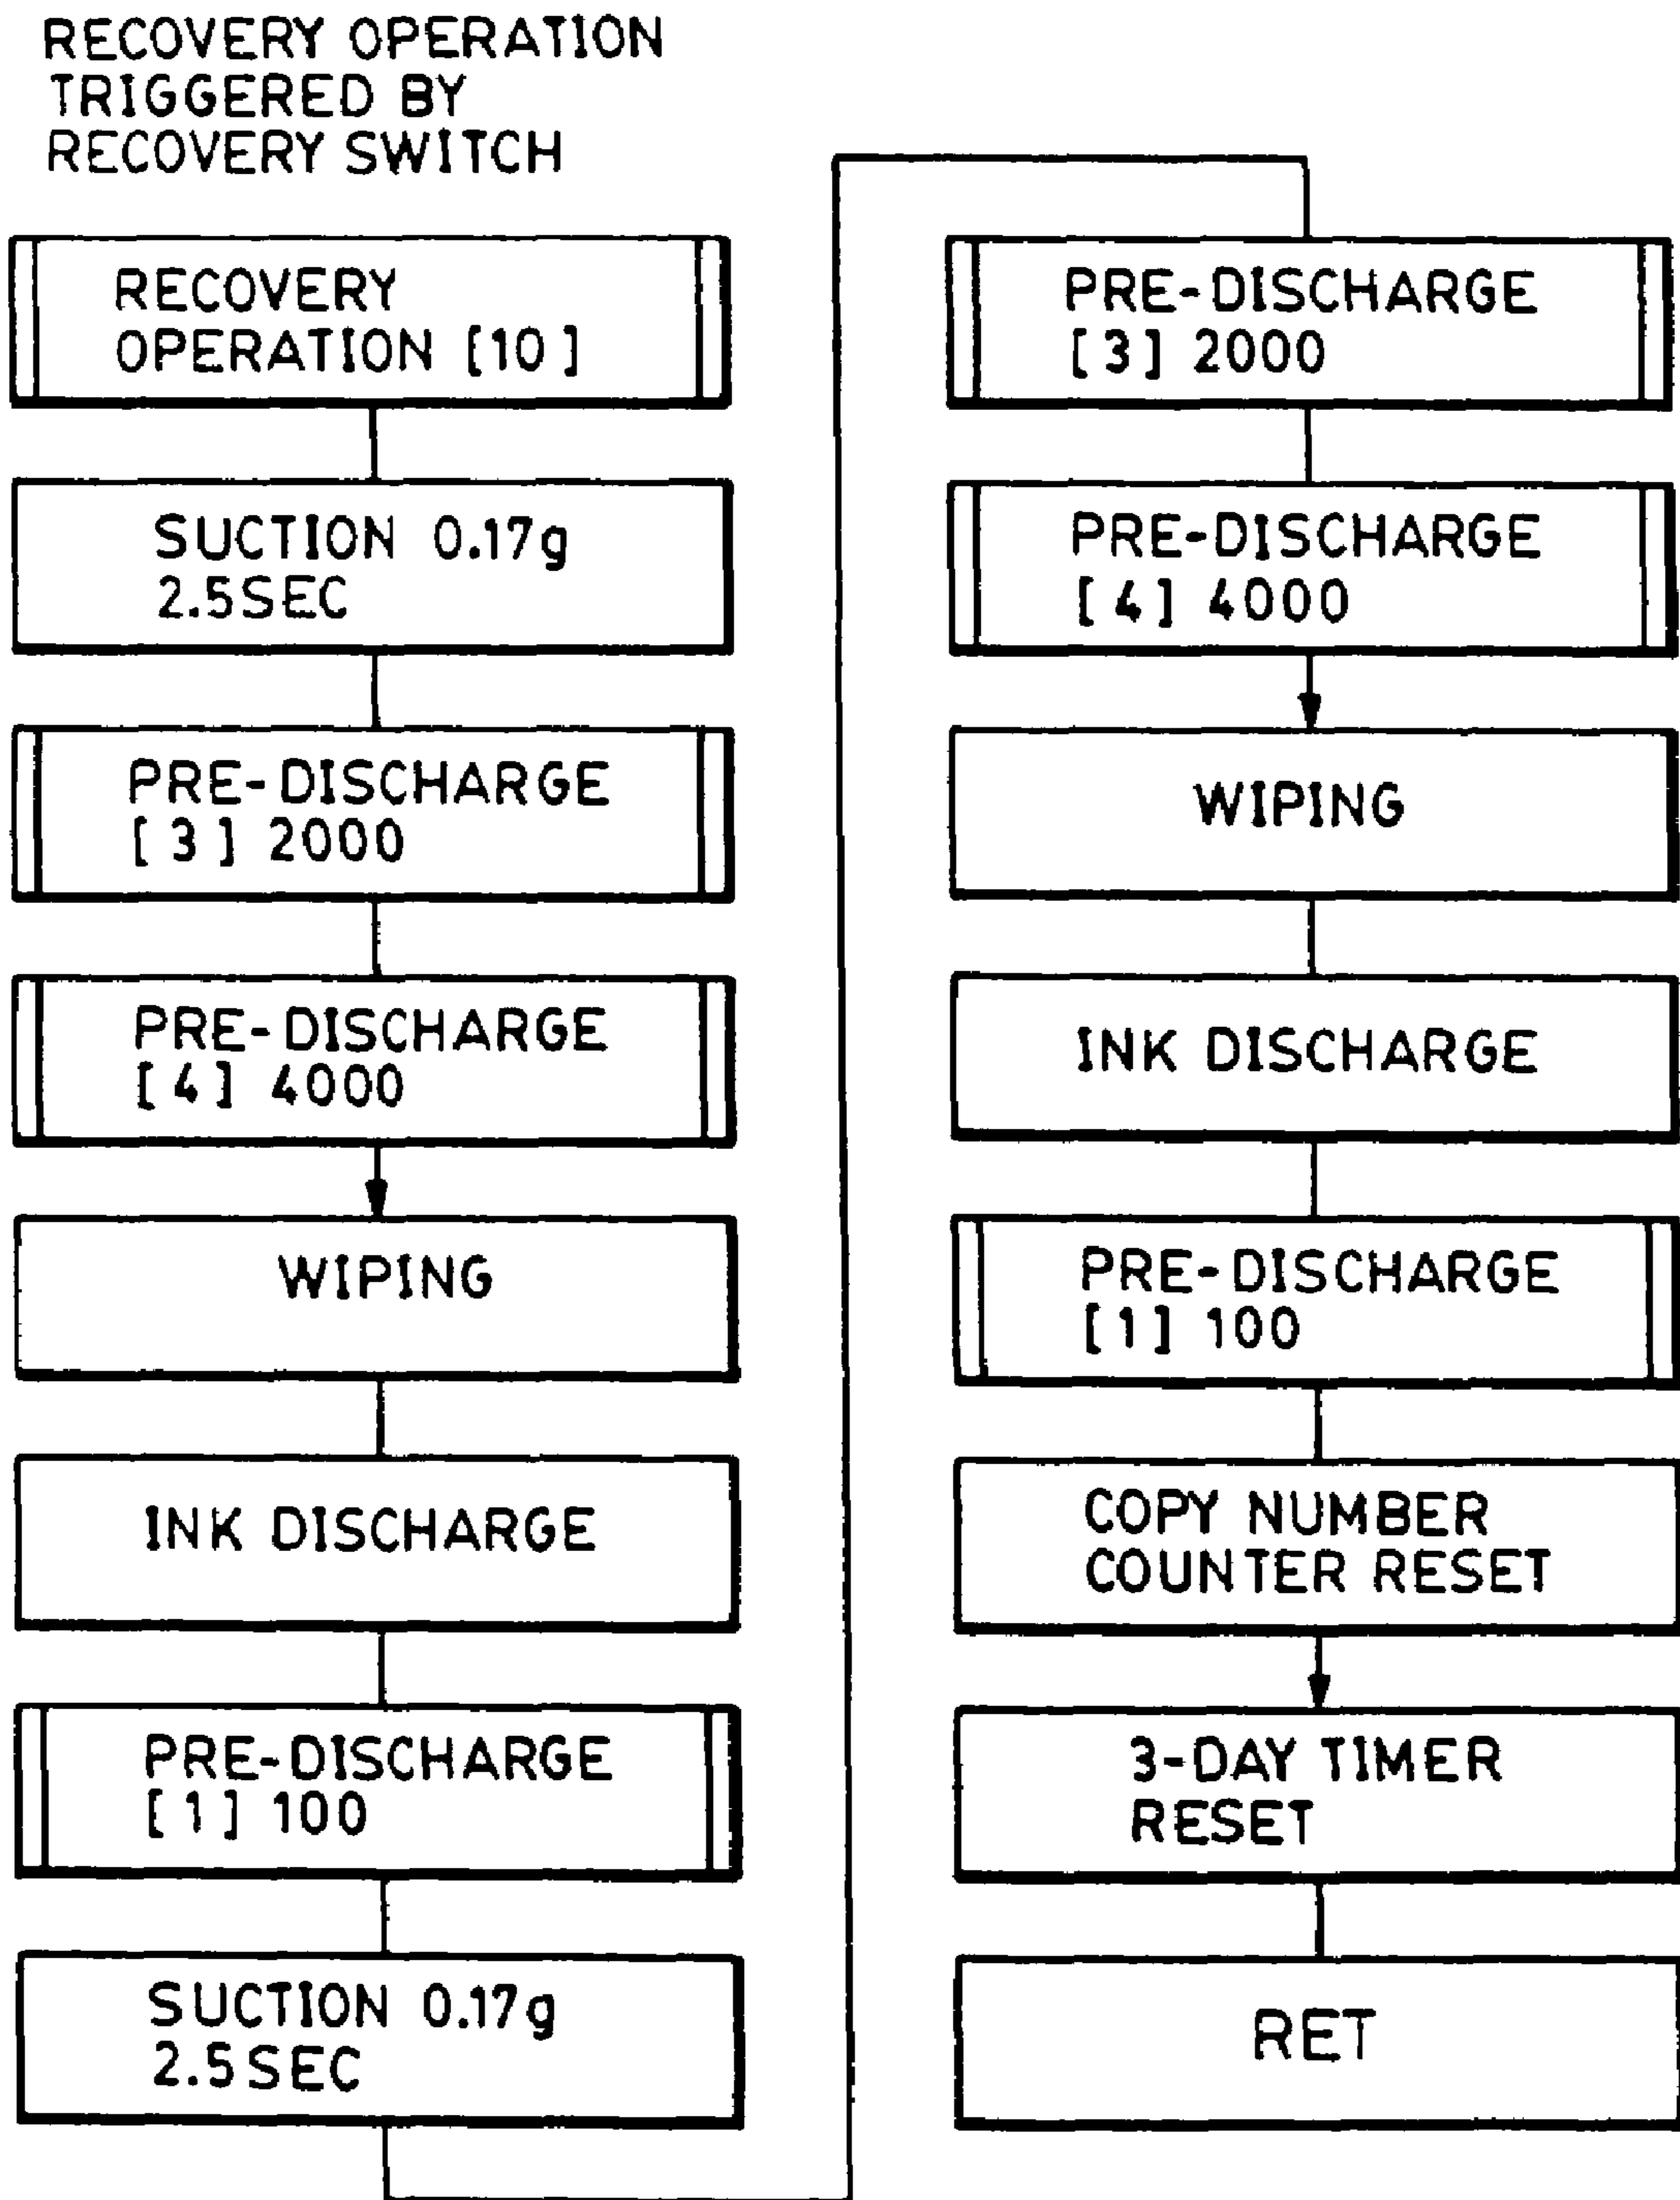 RECOVERY OPERATION
TRIGGERED BY
RECOVERY SWITCH
RECOVERY
OPERATION [10]
SUCTION 0.17g
2.5SEC
PRE-DISCHARGE
[3] 2000
PRE-DISCHARGE
[4] 4000
WIPING
INK DISCHARGE
PRE-DISCHARGE
[1] 100
SUCTION 0.17g
2.5SEC
PRE-DISCHARGE
[3] 2000
PRE-DISCHARGE
[4] 4000
WIPING
INK DISCHARGE
PRE-DISCHARGE
[1] 100
COPY NUMBER
COUNTER RESET
3-DAY TIMER
RESET
RET